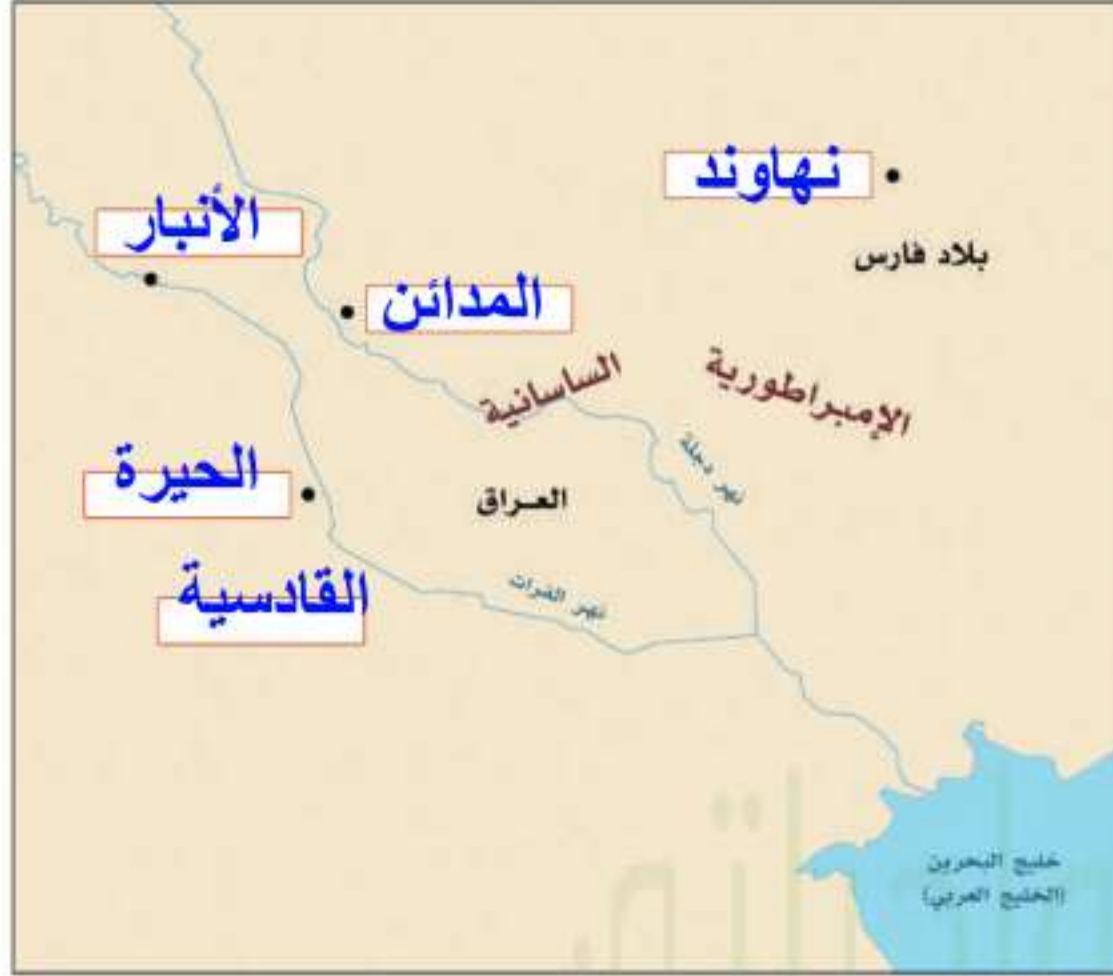 نهاوند
الأنبار
بلاد فارس
المدائن
الساسانية
الإمبراطورية
الحيرة
العراق
نهر دجلة
القادسية
نهر الفرات
خليج البحرين
(الخليج العربي)